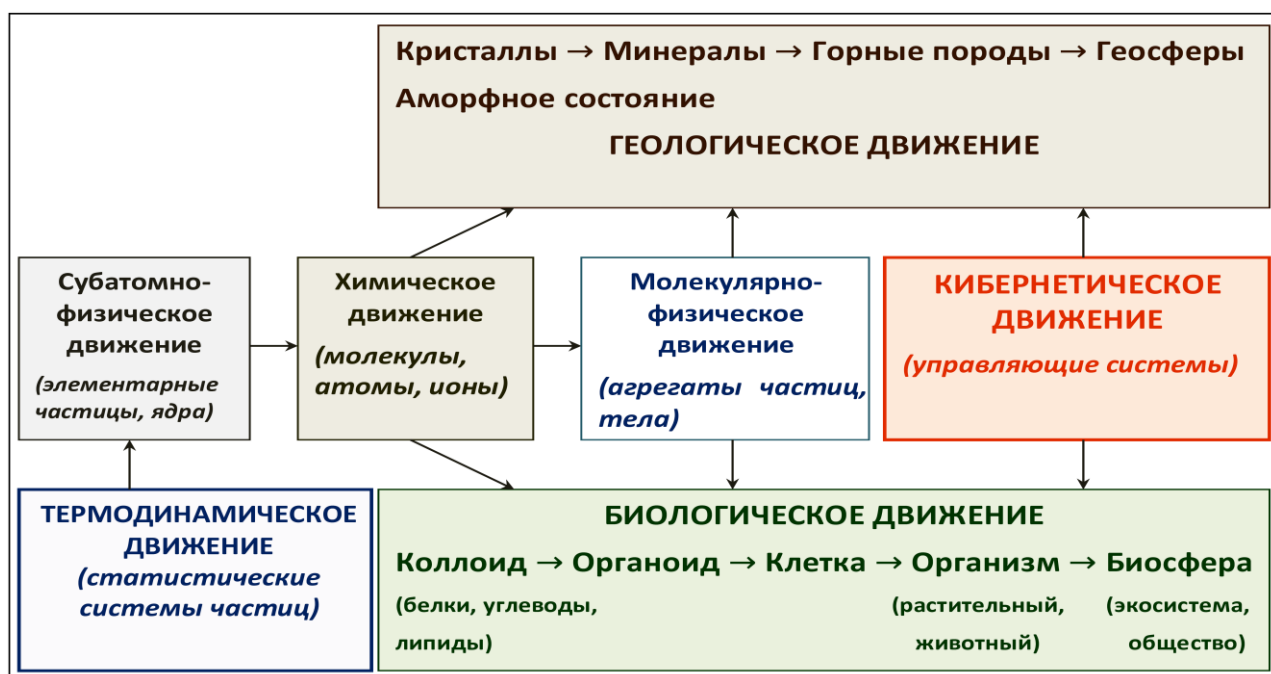 Кристаллы → Минералы → Горные породы → Геосферы
Аморфное состояние
ГЕОЛОГИЧЕСКОЕ ДВИЖЕНИЕ
Субатомно-
физическое
движение
(элементарные
частицы, ядра)
Химическое
движение
(молекулы,
атомы, ионы)
Молекулярно-
физическое
движение
(агрегаты частиц,
тела)
КИБЕРНЕТИЧЕСКОЕ
ДВИЖЕНИЕ
(управляющие системы)
ТЕРМОДИНАМИЧЕСКОЕ
ДВИЖЕНИЕ
(статистические
системы частиц)
БИОЛОГИЧЕСКОЕ ДВИЖЕНИЕ
Коллоид → Органоид → Клетка → Организм → Биосфера
(белки, углеводы, (растительный, (экосистема,
липиды) животный) общество)